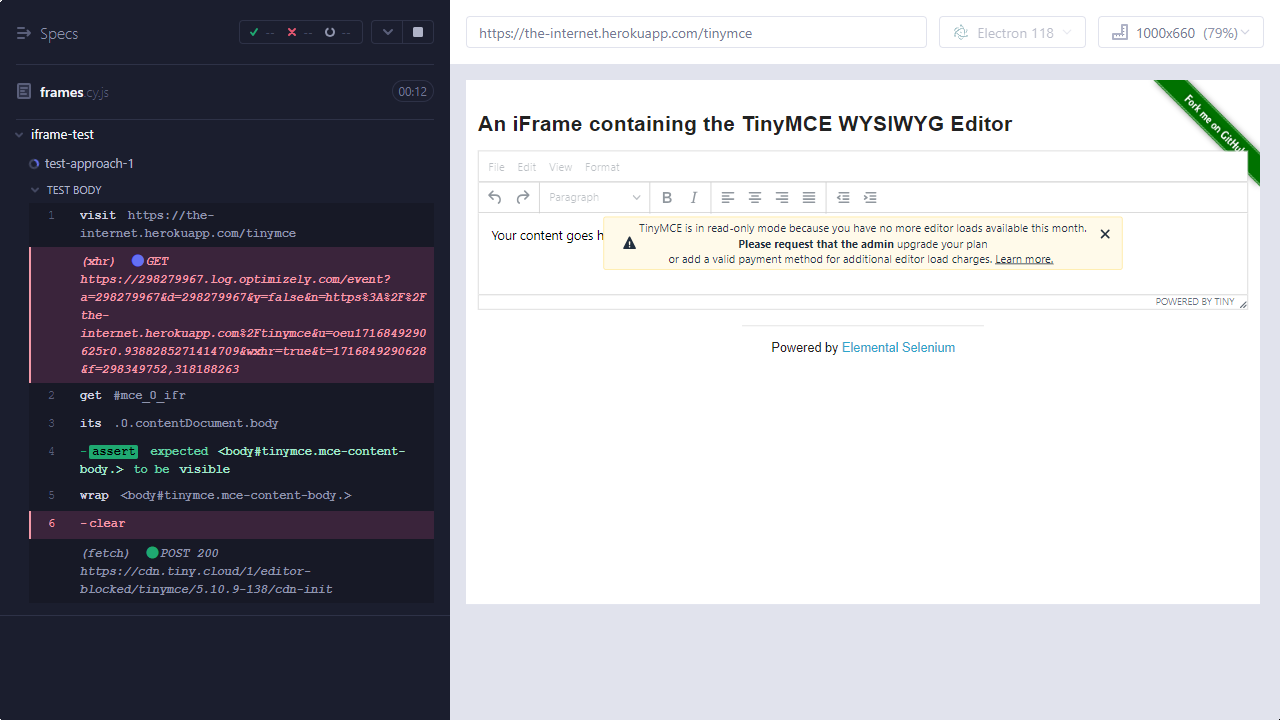 Specs
-- -- --
frames.cy.js
00:12
iframe-test
test-approach-1
TEST BODY
1 visit https://the-
internet.herokuapp.com/tinymce
(xhr) GET
https://298279967.log.optimizely.com/event?
a=298279967&d=298279967&y=false&n=https%3A%2F%2F
the-
internet.herokuapp.com%2Ftinymce&u=oeu1716849290
625r0.9388285271414709&wxhr=true&t=1716849290628
&f=298349752,318188263
2 get #mce_0_ifr
3 its .0.contentDocument.body
4 -assert expected <body#tinymce.mce-content-
body.> to be visible
5 wrap <body#tinymce.mce-content-body.>
6 -clear
(fetch) POST 200
https://cdn.tiny.cloud/1/editor-
blocked/tinymce/5.10.9-138/cdn-init
https://the-internet.herokuapp.com/tinymce
Electron 118
1000x660 (79%)
Fork me on GitHub
An iFrame containing the TinyMCE WYSIWYG Editor
File Edit View Format
Paragraph B I
Your content goes h
TinyMCE is in read-only mode because you have no more editor loads available this month.
Please request that the admin upgrade your plan
or add a valid payment method for additional editor load charges. Learn more.
POWERED BY TINY
Powered by Elemental Selenium